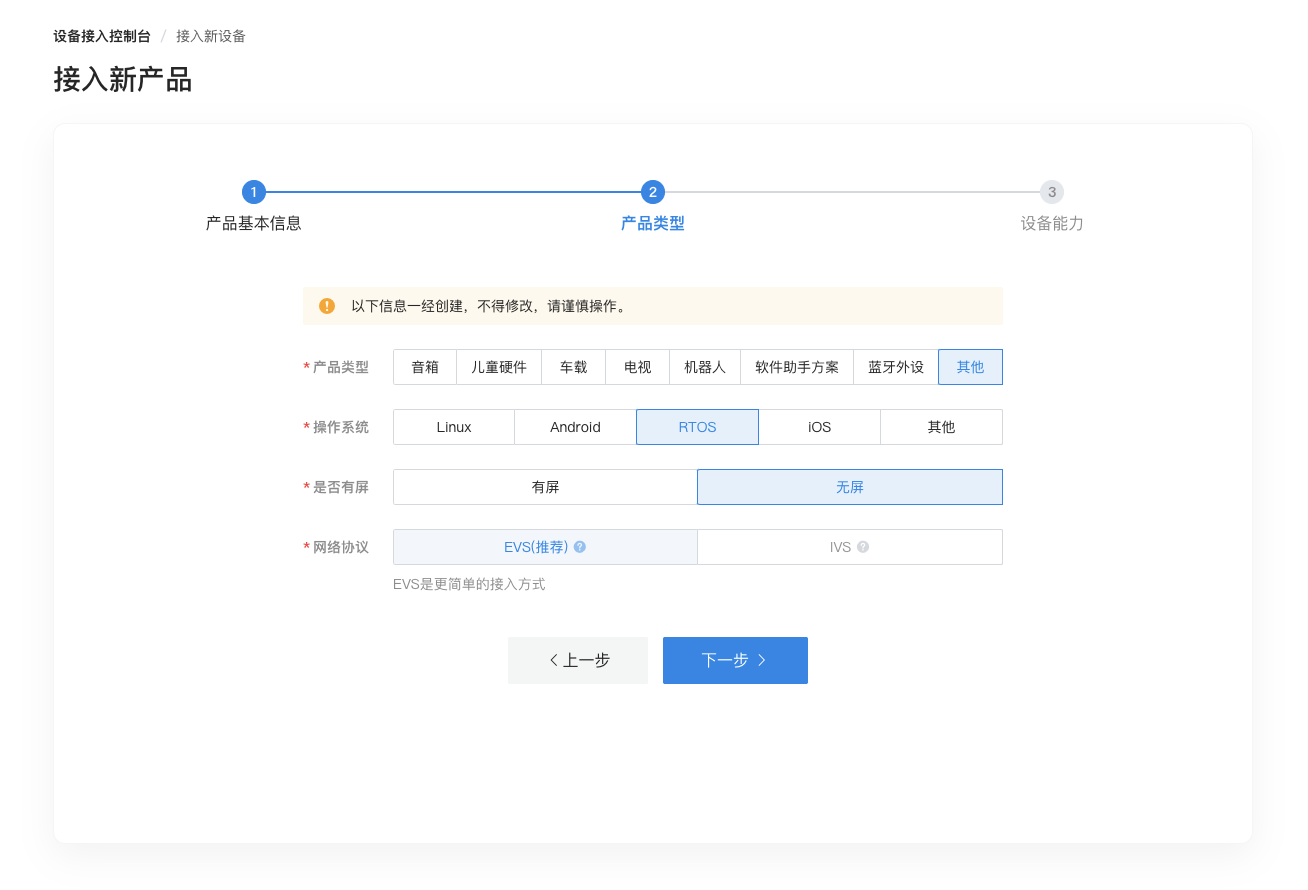 设备接入控制台 / 接入新设备
接入新产品
1 2 3
产品基本信息 产品类型 设备能力
以下信息一经创建，不得修改，请谨慎操作。
* 产品类型 音箱 儿童硬件 车载 电视 机器人 软件助手方案 蓝牙外设 其他
* 操作系统 Linux Android RTOS iOS 其他
* 是否有屏 有屏 无屏
* 网络协议 EVS(推荐) ? IVS ?
EVS是更简单的接入方式
< 上一步 下一步 >